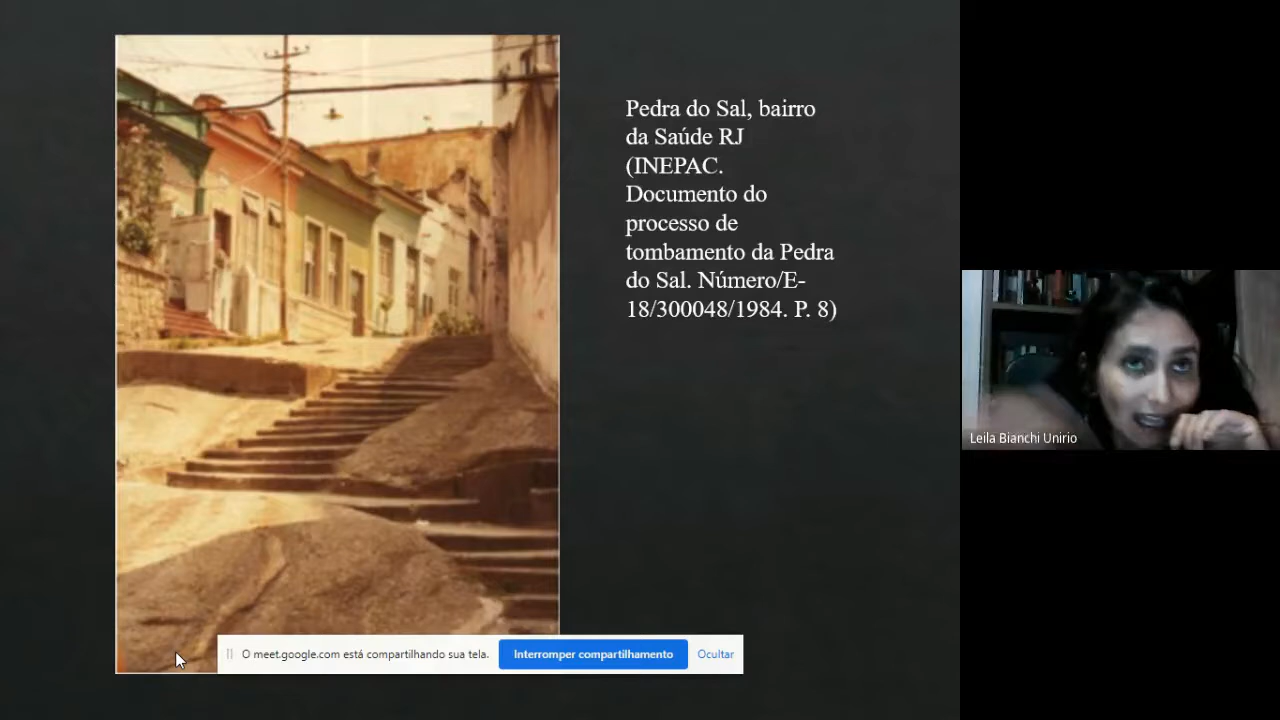 Pedra do Sal, bairro
da Saúde RJ
(INEPAC.
Documento do
processo de
tombamento da Pedra
do Sal. Número/E-
18/300048/1984. P. 8)
Leila Bianchi Unirio
O meet.google.com está compartilhando sua tela.
Interromper compartilhamento
Ocultar